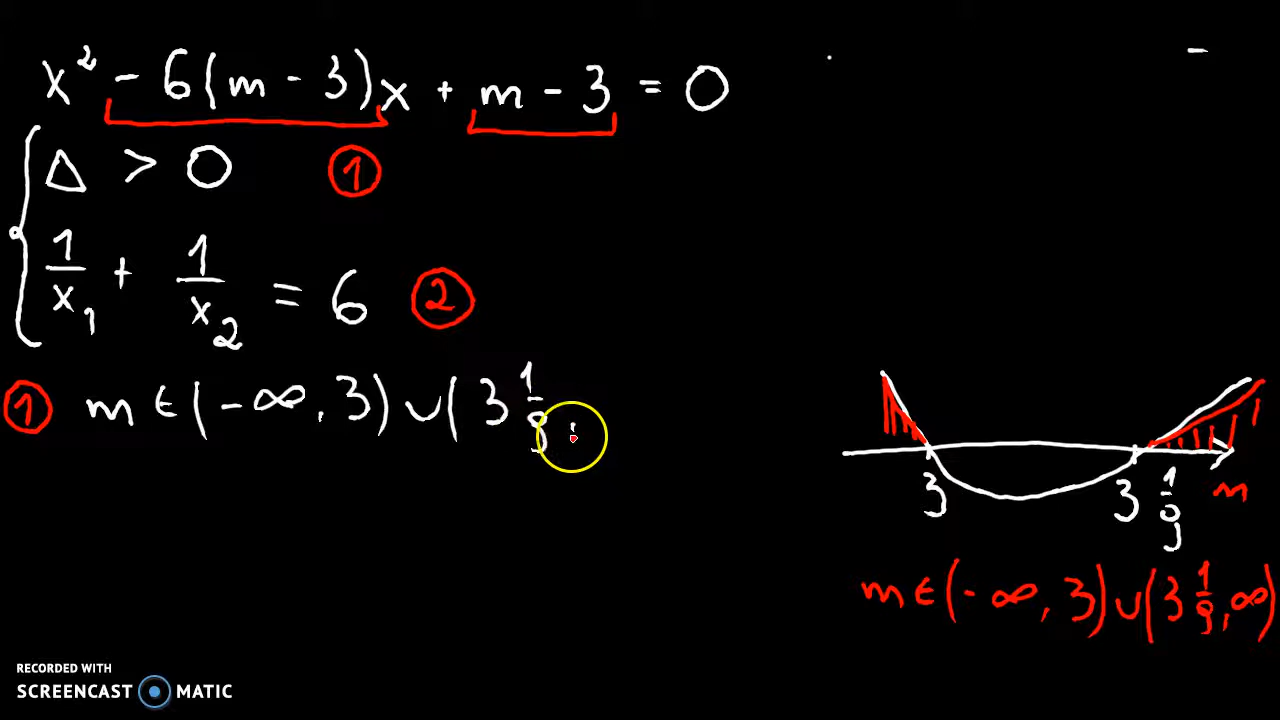 x² - 6(m - 3)x + m - 3 = 0
Δ > 0 ①
1/x₁ + 1/x₂ = 6 ②
① m ∈ (-∞, 3) ∪ (3 1/9,
3 3 1/9 m
m ∈ (-∞, 3) ∪ (3 1/9, ∞)
RECORDED WITH
SCREENCAST MATIC